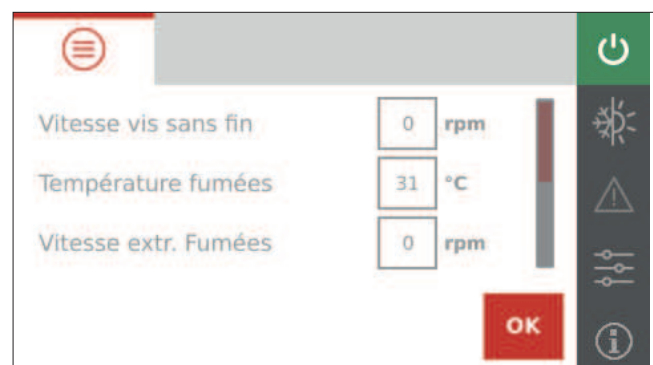 Vitesse vis sans fin 0 rpm
Température fumées 31 °C
Vitesse extr. Fumées 0 rpm
OK